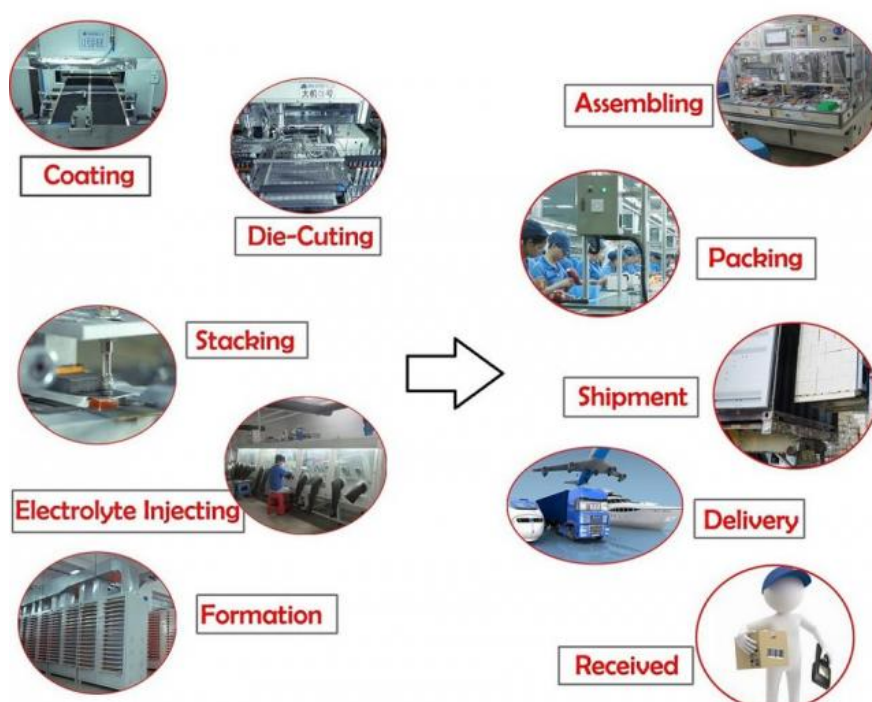 Coating
Die-Cuting
Stacking
Electrolyte Injecting
Formation
Assembling
Packing
Shipment
Delivery
Received